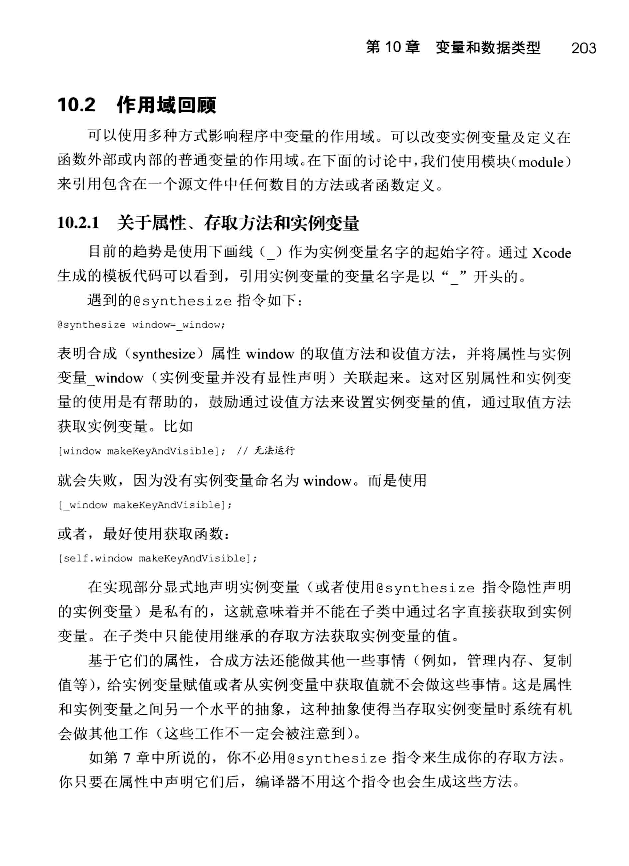 第 10 章 变量和数据类型 203
10.2 作用域回顾
可以使用多种方式影响程序中变量的作用域。可以改变实例变量及定义在
函数外部或内部的普通变量的作用域。在下面的讨论中，我们使用模块（module）
来引用包含在一个源文件中任何数目的方法或者函数定义。
10.2.1 关于属性、存取方法和实例变量
目前的趋势是使用下画线（_）作为实例变量名字的起始字符。通过 Xcode
生成的模板代码可以看到，引用实例变量的变量名字是以“_”开头的。
遇到的@synthesize 指令如下：
@synthesize window=_window;
表明合成（synthesize）属性 window 的取值方法和设值方法，并将属性与实例
变量_window（实例变量并没有显性声明）关联起来。这对区别属性和实例变
量的使用是有帮助的，鼓励通过设值方法来设置实例变量的值，通过取值方法
获取实例变量。比如
[window makeKeyAndVisible]; // 无法运行
就会失败，因为没有实例变量命名为 window。而是使用
[_window makeKeyAndVisible];
或者，最好使用获取函数：
[self.window makeKeyAndVisible];
在实现部分显式地声明实例变量（或者使用@synthesize 指令隐性声明
的实例变量）是私有的，这就意味着并不能在子类中通过名字直接获取到实例
变量。在子类中只能使用继承的存取方法获取实例变量的值。
基于它们的属性，合成方法还能做其他一些事情（例如，管理内存、复制
值等），给实例变量赋值或者从实例变量中获取值就不会做这些事情。这是属性
和实例变量之间另一个水平的抽象，这种抽象使得当存取实例变量时系统有机
会做其他工作（这些工作不一定会被注意到）。
如第 7 章中所说的，你不必用@synthesize 指令来生成你的存取方法。
你只要在属性中声明它们后，编译器不用这个指令也会生成这些方法。